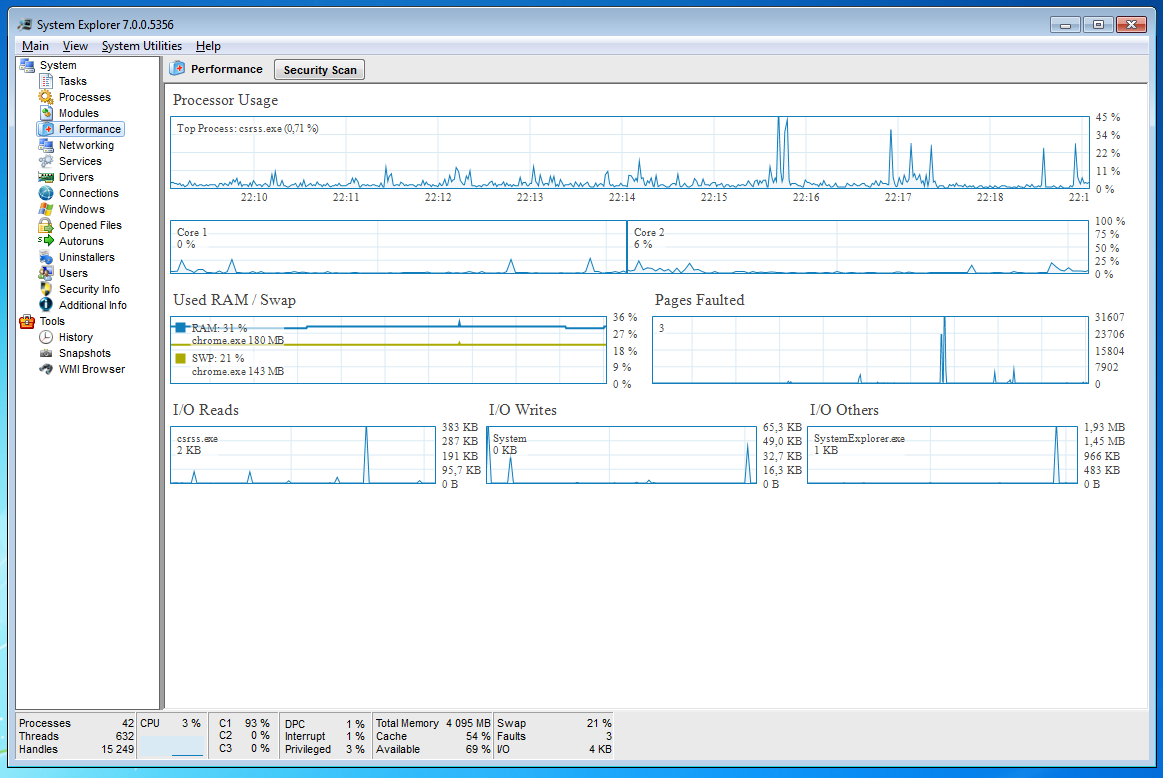 System Explorer 7.0.0.5356
Main View System Utilities Help
System
Tasks
Processes
Modules
Performance
Networking
Services
Drivers
Connections
Windows
Opened Files
Autoruns
Uninstallers
Users
Security Info
Additional Info
Tools
History
Snapshots
WMI Browser
Performance Security Scan
Processor Usage
Top Process: csrss.exe (0,71 %)
45 %
34 %
22 %
11 %
0 %
22:10 22:11 22:12 22:13 22:14 22:15 22:16 22:17 22:18 22:1
Core 1
0 %
Core 2
6 %
100 %
75 %
50 %
25 %
0 %
Used RAM / Swap
RAM: 31 %
chrome.exe 180 MB
SWP: 21 %
chrome.exe 143 MB
36 %
27 %
18 %
9 %
0 %
Pages Faulted
3
31607
23706
15804
7902
0
I/O Reads
csrss.exe
2 KB
383 KB
287 KB
191 KB
95,7 KB
0 B
I/O Writes
System
0 KB
65,3 KB
49,0 KB
32,7 KB
16,3 KB
0 B
I/O Others
SystemExplorer.exe
1 KB
1,93 MB
1,45 MB
966 KB
483 KB
0 B
Processes 42
Threads 632
Handles 15 249
CPU 3 %
C1 93 %
C2 0 %
C3 0 %
DPC 1 %
Interrupt 1 %
Privileged 3 %
Total Memory 4 095 MB
Cache 54 %
Available 69 %
Swap 21 %
Faults 3
I/O 4 KB